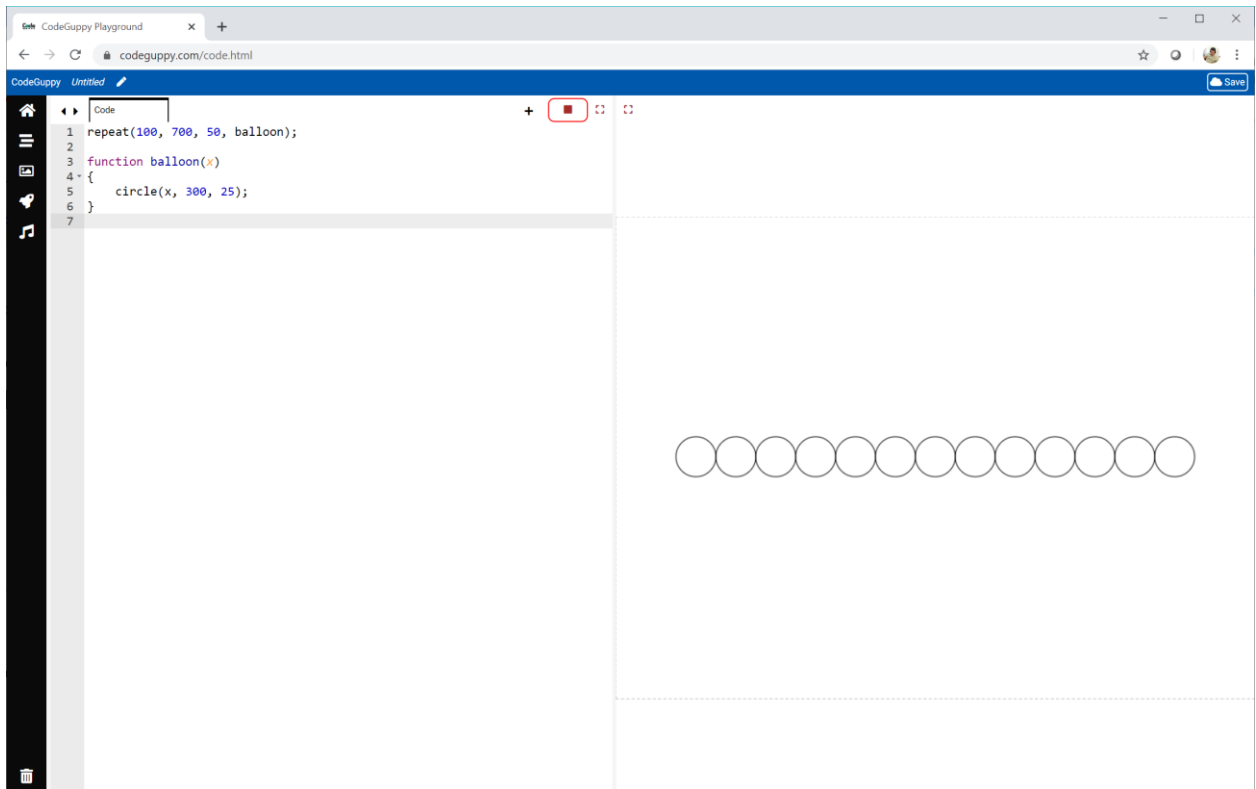 Code CodeGuppy Playground
codeguppy.com/code.html
CodeGuppy Untitled Save
Code
1 repeat(100, 700, 50, balloon);
2
3 function balloon(x)
4 {
5 circle(x, 300, 25);
6 }
7